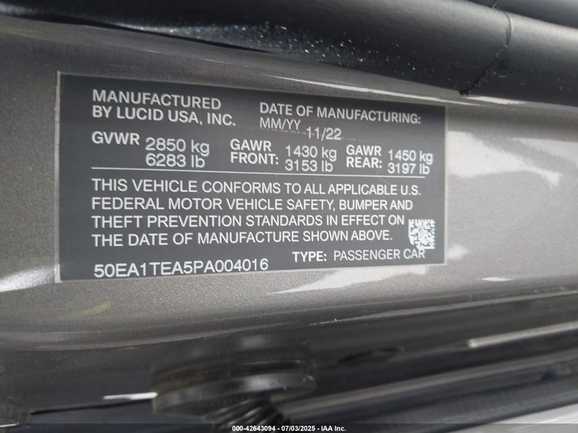 MANUFACTURED
BY LUCID USA, INC.
DATE OF MANUFACTURING:
MM/YY 11/22
GVWR 2850 kg
6283 lb
GAWR 1430 kg
FRONT: 3153 lb
GAWR 1450 kg
REAR: 3197 lb
THIS VEHICLE CONFORMS TO ALL APPLICABLE U.S.
FEDERAL MOTOR VEHICLE SAFETY, BUMPER AND
THEFT PREVENTION STANDARDS IN EFFECT ON
THE DATE OF MANUFACTURE SHOWN ABOVE.
50EA1TEA5PA004016
TYPE: PASSENGER CAR
000-42643094 - 07/03/2025 - IAA Inc.